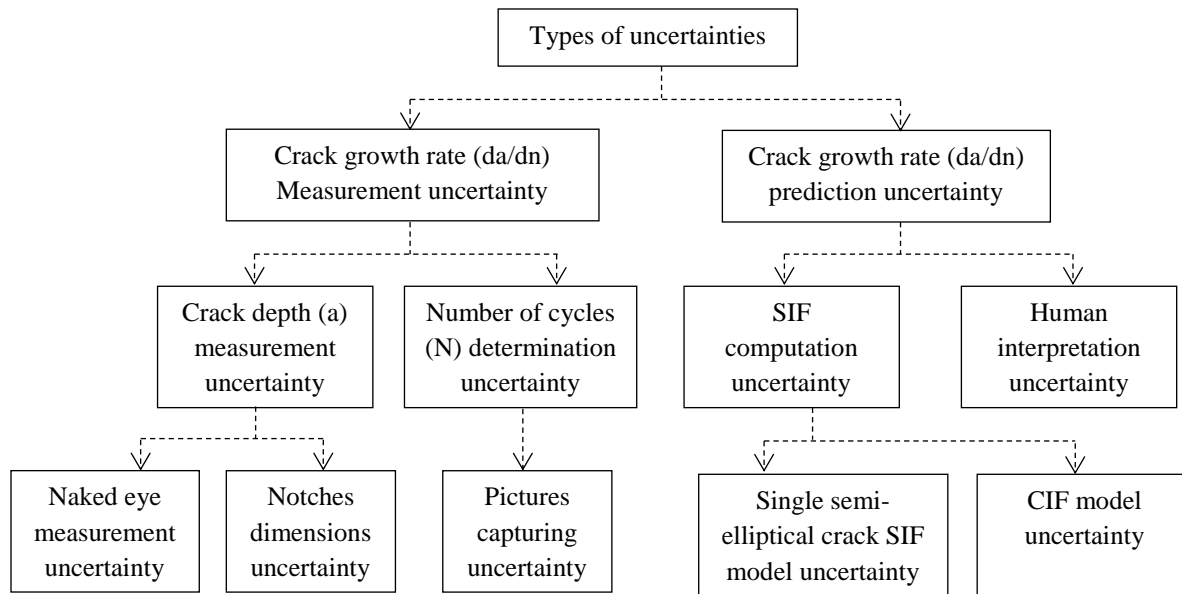 Types of uncertainties
Crack growth rate (da/dn)
Measurement uncertainty
Crack growth rate (da/dn)
prediction uncertainty
Crack depth (a)
measurement
uncertainty
Number of cycles
(N) determination
uncertainty
SIF
computation
uncertainty
Human
interpretation
uncertainty
Naked eye
measurement
uncertainty
Notches
dimensions
uncertainty
Pictures
capturing
uncertainty
Single semi-
elliptical crack SIF
model uncertainty
CIF model
uncertainty